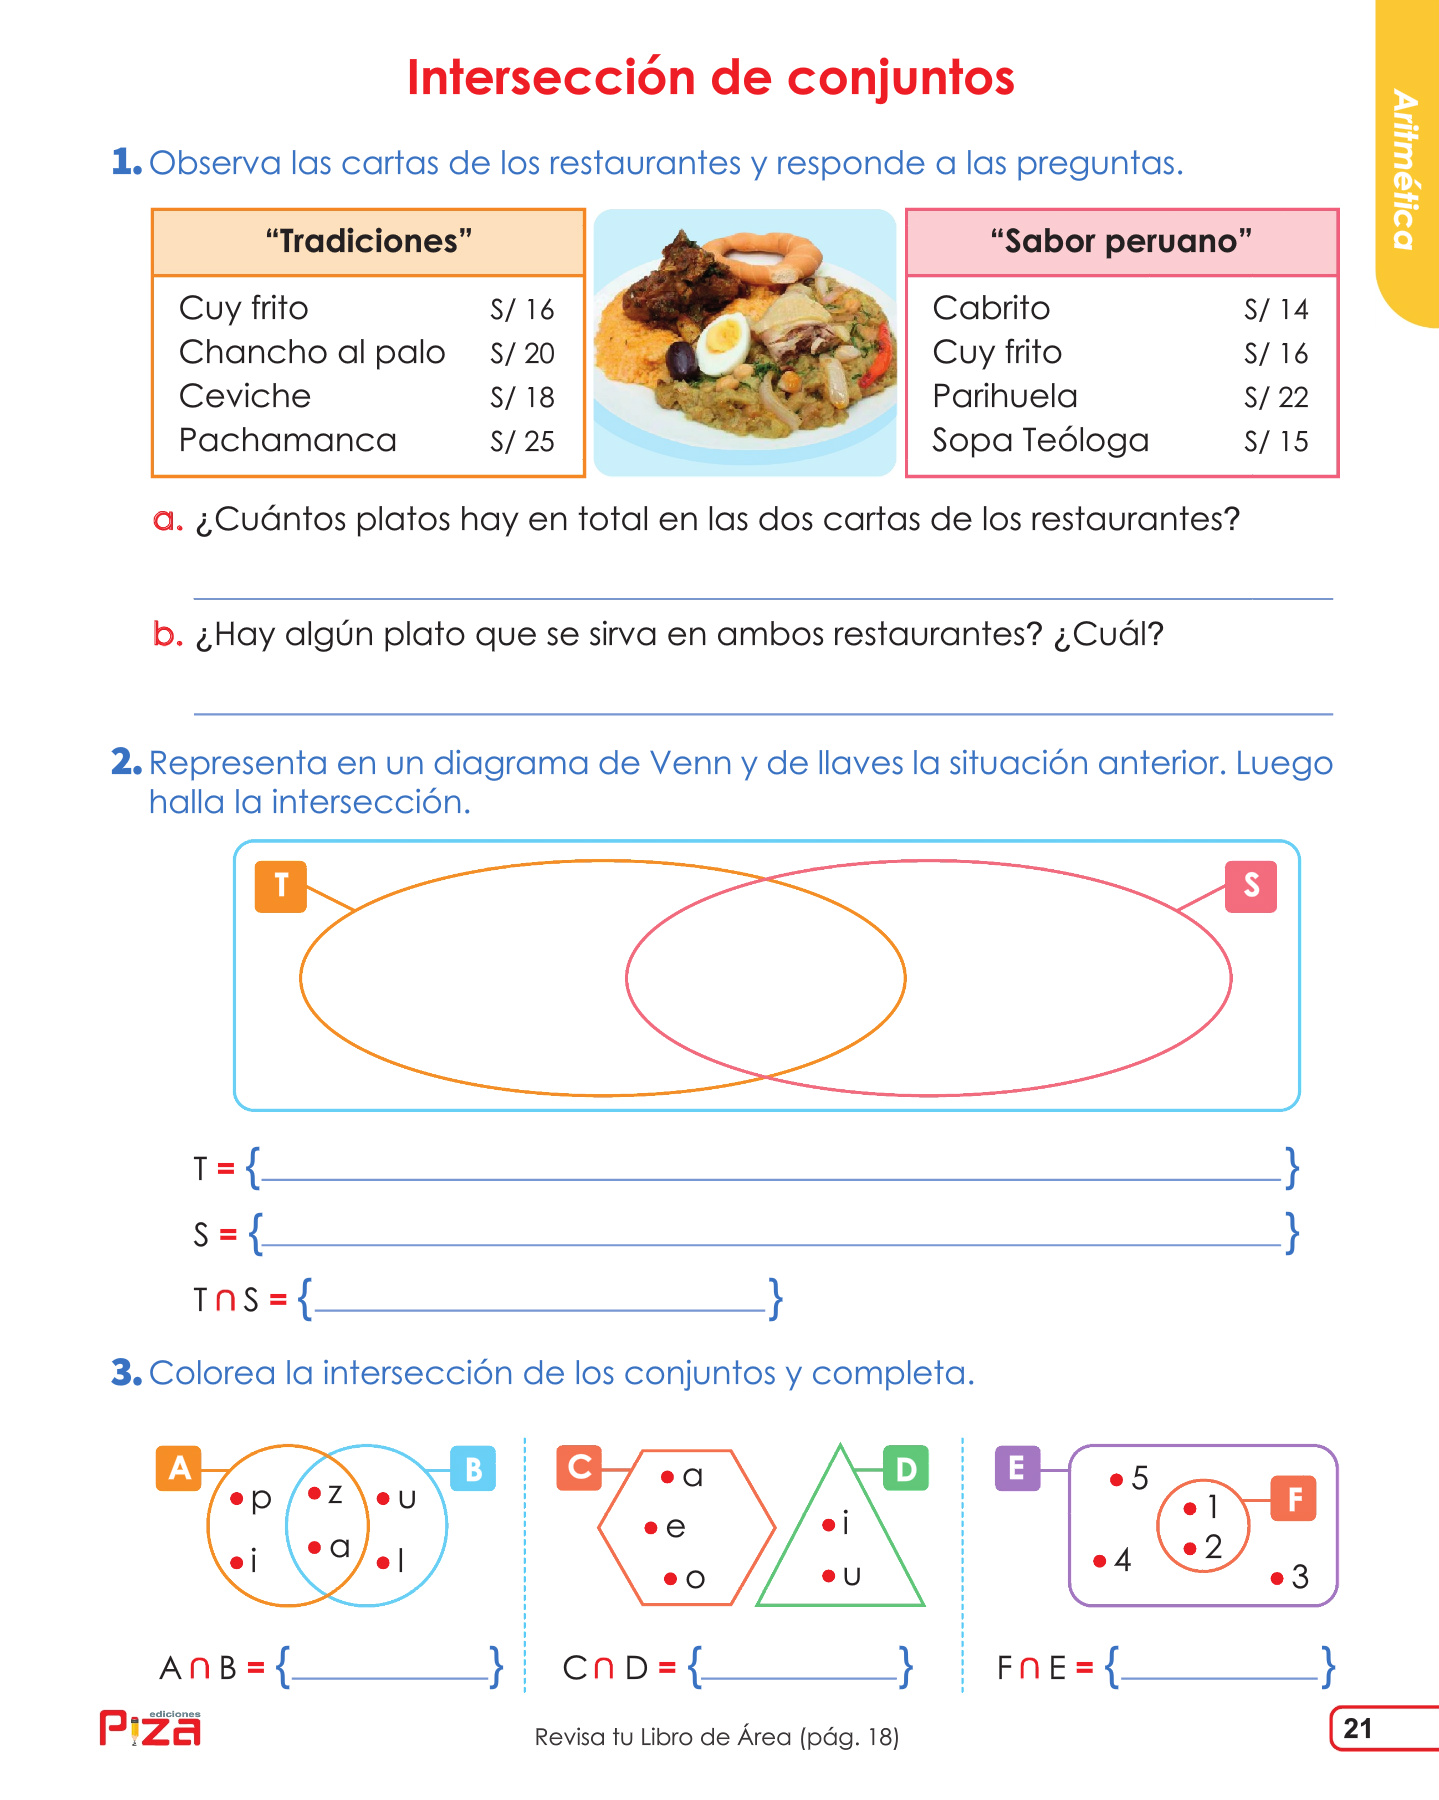 Intersección de conjuntos
Aritmética
1. Observa las cartas de los restaurantes y responde a las preguntas.
“Tradiciones”
Cuy frito S/ 16
Chancho al palo S/ 20
Ceviche S/ 18
Pachamanca S/ 25
“Sabor peruano”
Cabrito S/ 14
Cuy frito S/ 16
Parihuela S/ 22
Sopa Teóloga S/ 15
a. ¿Cuántos platos hay en total en las dos cartas de los restaurantes?
b. ¿Hay algún plato que se sirva en ambos restaurantes? ¿Cuál?
2. Representa en un diagrama de Venn y de llaves la situación anterior. Luego
halla la intersección.
T
S
T = { }
S = { }
T ∩ S = { }
3. Colorea la intersección de los conjuntos y completa.
A
B
p z u
i a l
A ∩ B = { }
C
D
a
e
o
i
u
C ∩ D = { }
E
F
5
1
2
4
3
F ∩ E = { }
ediciones
Piza
Revisa tu Libro de Área (pág. 18)
21